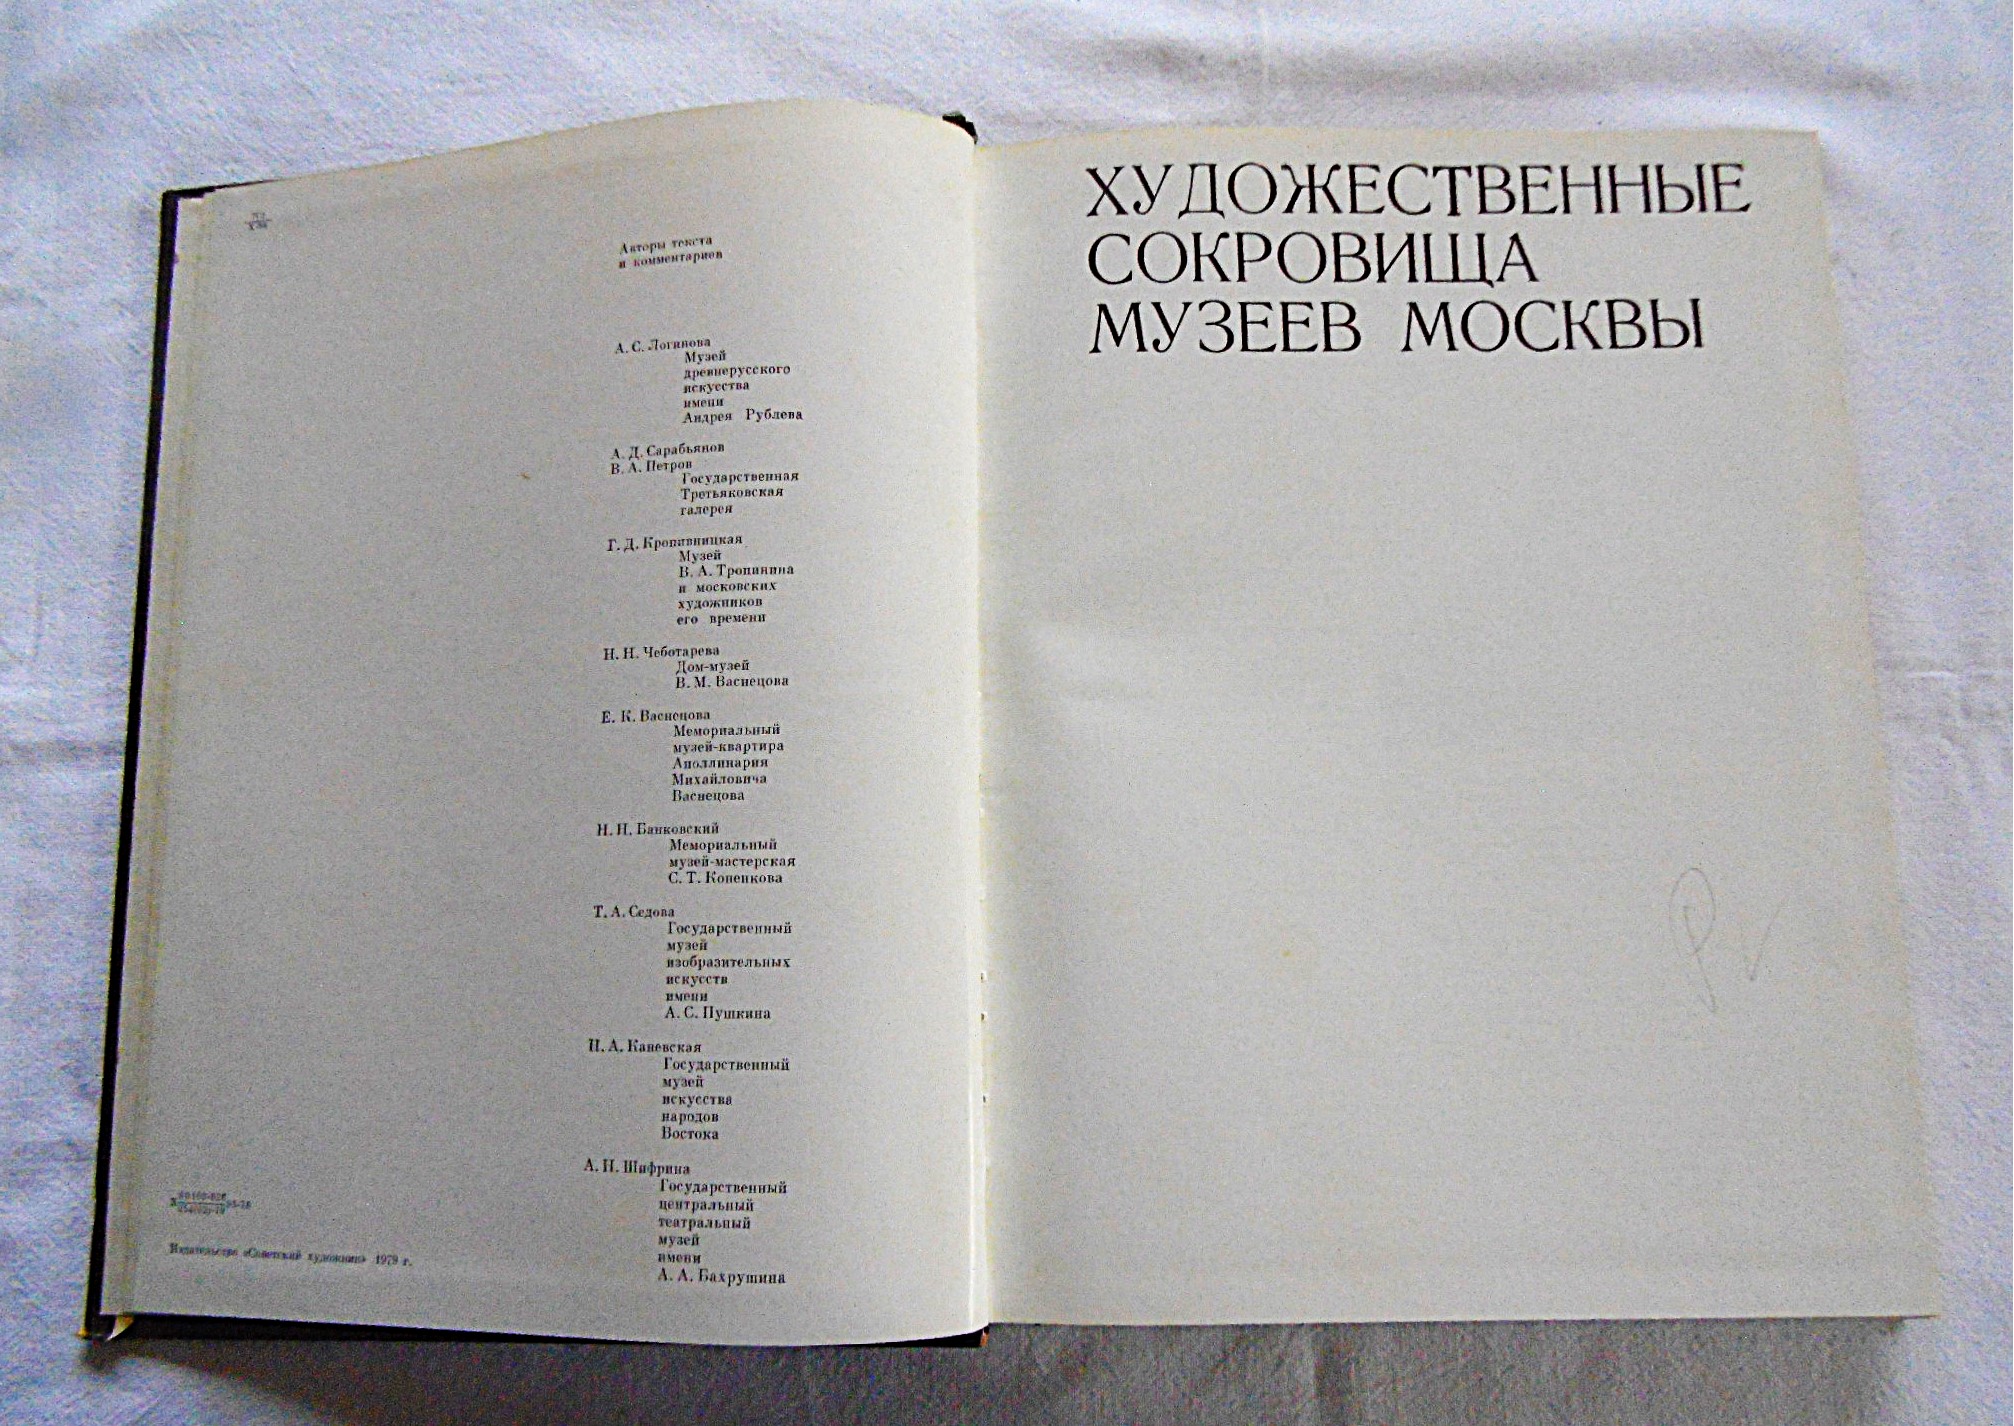 Авторы текста
и комментариев
А. С. Логинова
Музей
древнерусского
искусства
имени
Андрея Рублева
А. Д. Сарабьянов
В. А. Петров
Государственная
Третьяковская
галерея
Г. Д. Кропивницкая
Музей
В. А. Тропинина
и московских
художников
его времени
Н. Н. Чеботарева
Дом-музей
В. М. Васнецова
Е. К. Васнецова
Мемориальный
музей-квартира
Аполлинария
Михайловича
Васнецова
Банковский
Мемориальный
музей-мастерская
С. Т. Коненкова
Т. А. Седова
Государственный
музей
изобразительных
искусств
имени
А. С. Пушкина
Каневская
Государственный
музей
искусства
народов
Востока
Шифрина
Государственный
центральный
театральный
музей
имени
А. А. Бахрушина
Издательство «Советский художник» 1979 г.
ХУДОЖЕСТВЕННЫЕ
СОКРОВИЩА
МУЗЕЕВ МОСКВЫ